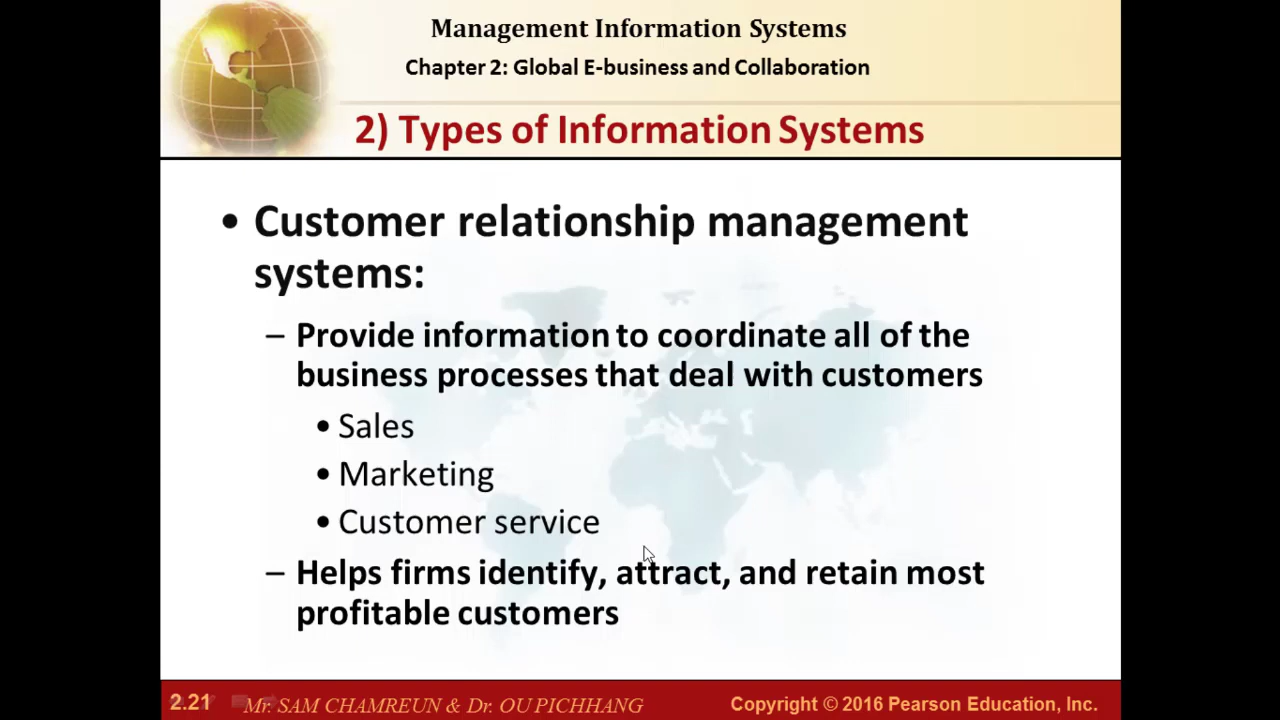 Management Information Systems
Chapter 2: Global E-business and Collaboration
2) Types of Information Systems
• Customer relationship management
systems:
– Provide information to coordinate all of the
business processes that deal with customers
• Sales
• Marketing
• Customer service
– Helps firms identify, attract, and retain most
profitable customers
2.21 Mr. SAM CHAMREUN & Dr. OU PICHHANG Copyright © 2016 Pearson Education, Inc.